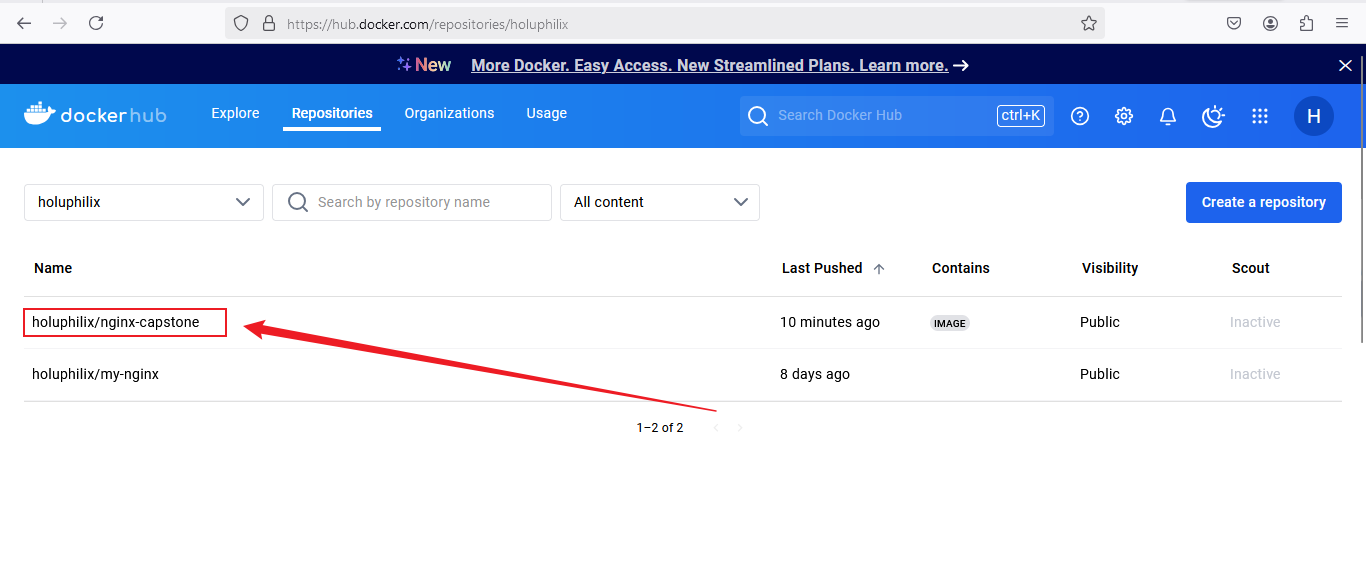 https://hub.docker.com/repositories/holuphilix
New More Docker. Easy Access. New Streamlined Plans. Learn more.
dockerhub Explore Repositories Organizations Usage Search Docker Hub ctrl+K H
holuphilix Search by repository name All content Create a repository
Name Last Pushed Contains Visibility Scout
holuphilix/nginx-capstone 10 minutes ago IMAGE Public Inactive
holuphilix/my-nginx 8 days ago Public Inactive
1–2 of 2